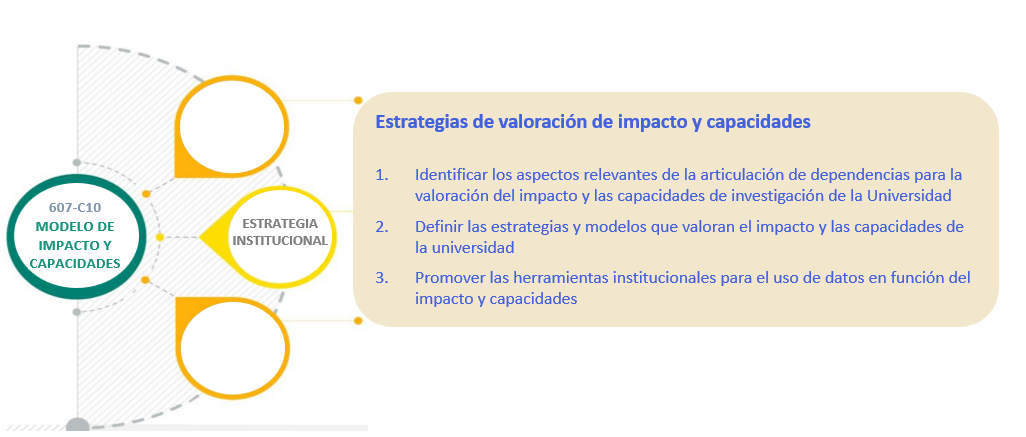 607-C10
MODELO DE
IMPACTO Y
CAPACIDADES
ESTRATEGIA
INSTITUCIONAL
Estrategias de valoración de impacto y capacidades
1. Identificar los aspectos relevantes de la articulación de dependencias para la
valoración del impacto y las capacidades de investigación de la Universidad
2. Definir las estrategias y modelos que valoran el impacto y las capacidades de
la universidad
3. Promover las herramientas institucionales para el uso de datos en función del
impacto y capacidades